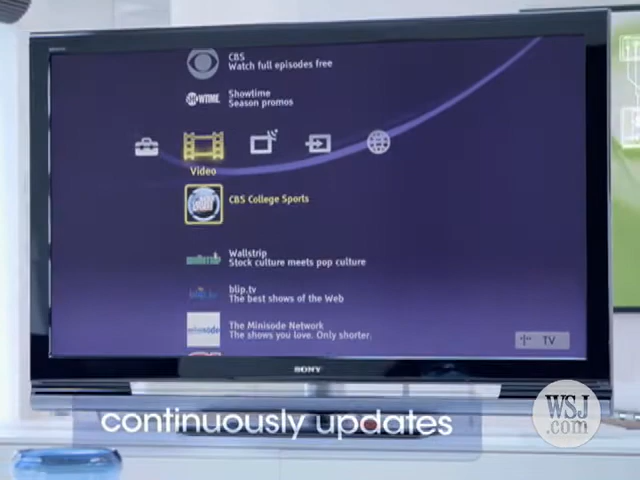 CBS
Watch full episodes free
SHOWTIME
Showtime
Season promos
Video
CBS College Sports
Wallstrip
Stock culture meets pop culture
blip.tv
The best shows of the Web
minisode
The Minisode Network
The shows you love. Only shorter.
TV
SONY
continuously updates
WSJ
.com